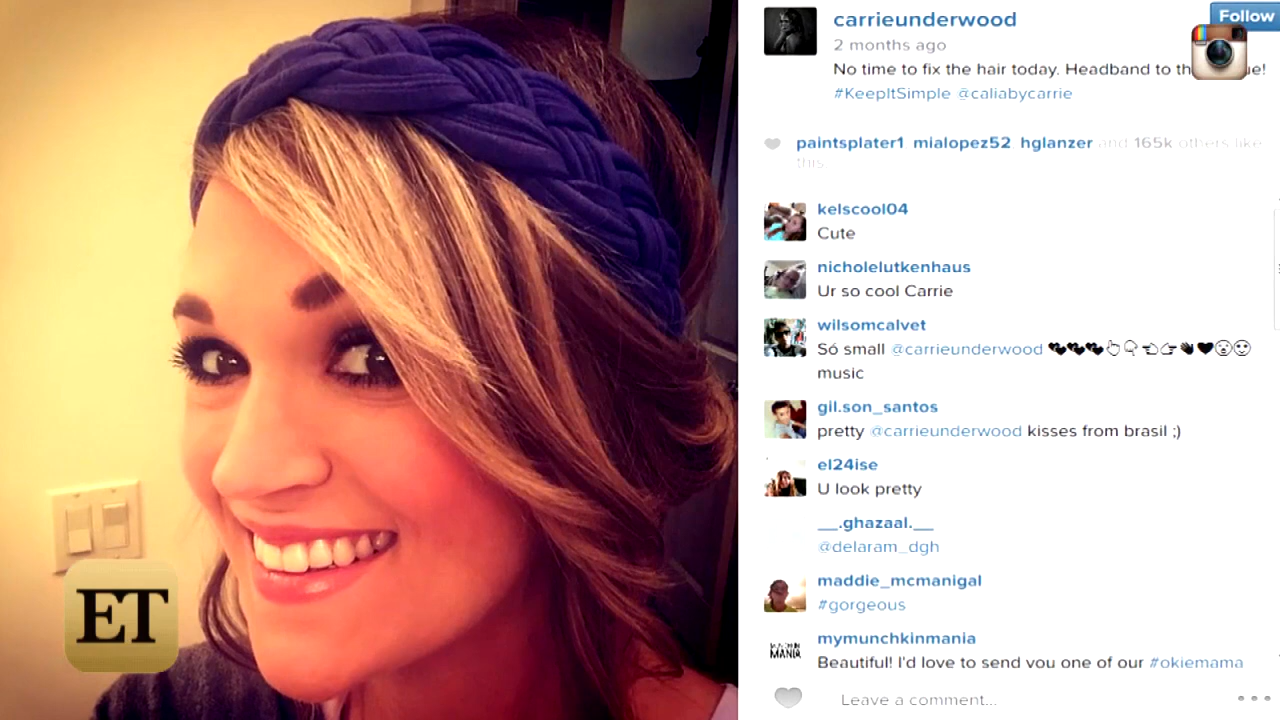 carrieunderwood
Follow
2 months ago
No time to fix the hair today. Headband to th ue!
#KeepItSimple @caliabycarrie
paintsplater1 mialopez52 hglanzer and 165k others like
this
kelscool04
Cute
nicholelutkenhaus
Ur so cool Carrie
wilsomcalvet
Só small @carrieunderwood
music
gil.son_santos
pretty @carrieunderwood kisses from brasil ;)
el24ise
U look pretty
__.ghazaal.__
@delaram_dgh
maddie_mcmanigal
#gorgeous
mymunchkinmania
Beautiful! I'd love to send you one of our #okiemama
Leave a comment...
ET
MANIA